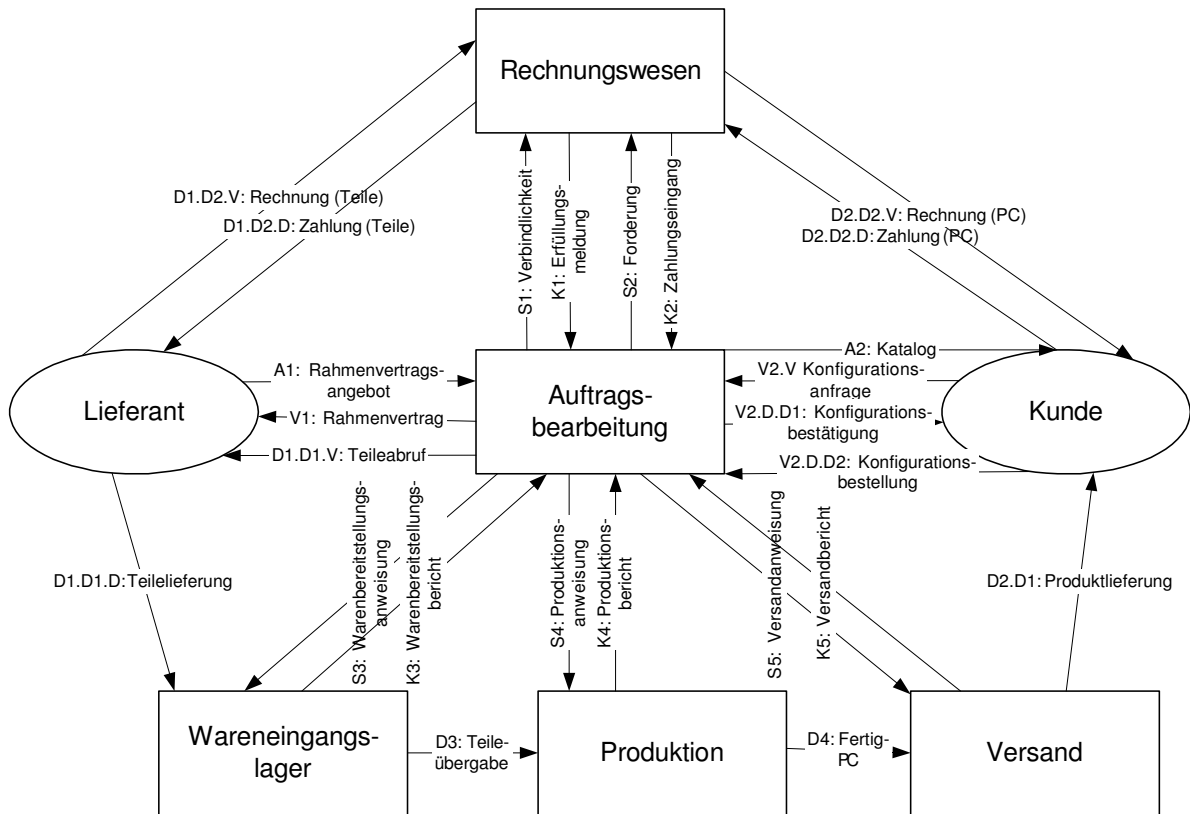 Rechnungswesen
D1.D2.V: Rechnung (Teile)
D1.D2.D: Zahlung (Teile)
S1: Verbindlichkeit
K1: Erfüllungs-
meldung
S2: Forderung
K2: Zahlungseingang
D2.D2.V: Rechnung (PC)
D2.D2.D: Zahlung (PC)
Lieferant
A1: Rahmenvertrags-
angebot
V1: Rahmenvertrag
D1.D1.V: Teileabruf
Auftrags-
bearbeitung
A2: Katalog
V2.V Konfigurations-
anfrage
V2.D.D1: Konfigurations-
bestätigung
V2.D.D2: Konfigurations-
bestellung
Kunde
D1.D1.D:Teilelieferung
S3: Warenbereitstellungs-
anweisung
K3: Warenbereitstellungs-
bericht
S4: Produktions-
anweisung
K4: Produktions-
bericht
S5: Versandanweisung
K5: Versandbericht
D2.D1: Produktlieferung
Wareneingangs-
lager
D3: Teile-
übergabe
Produktion
D4: Fertig-
PC
Versand